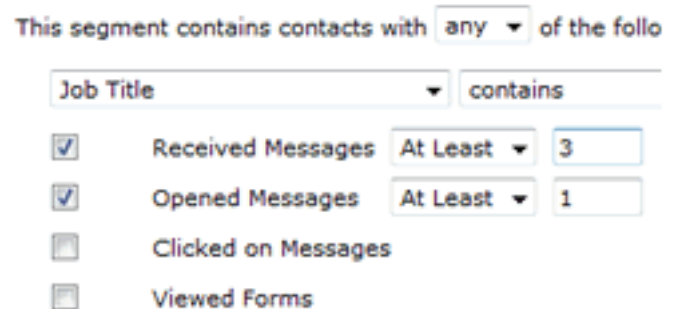 This segment contains contacts with any of the follo
Job Title contains
Received Messages At Least 3
Opened Messages At Least 1
Clicked on Messages
Viewed Forms